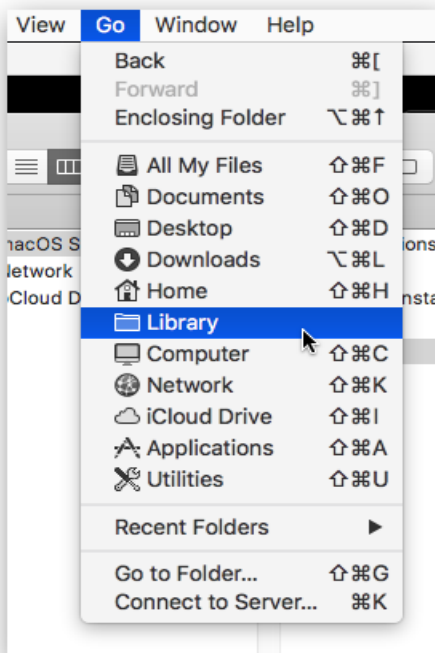 View Go Window Help
Back ⌘[
Forward ⌘]
Enclosing Folder ⌥⌘↑
All My Files ⇧⌘F
Documents ⇧⌘O
Desktop ⇧⌘D
Downloads ⌥⌘L
Home ⇧⌘H
Library
Computer ⇧⌘C
Network ⇧⌘K
iCloud Drive ⇧⌘I
Applications ⇧⌘A
Utilities ⇧⌘U
Recent Folders ▶
Go to Folder... ⇧⌘G
Connect to Server... ⌘K